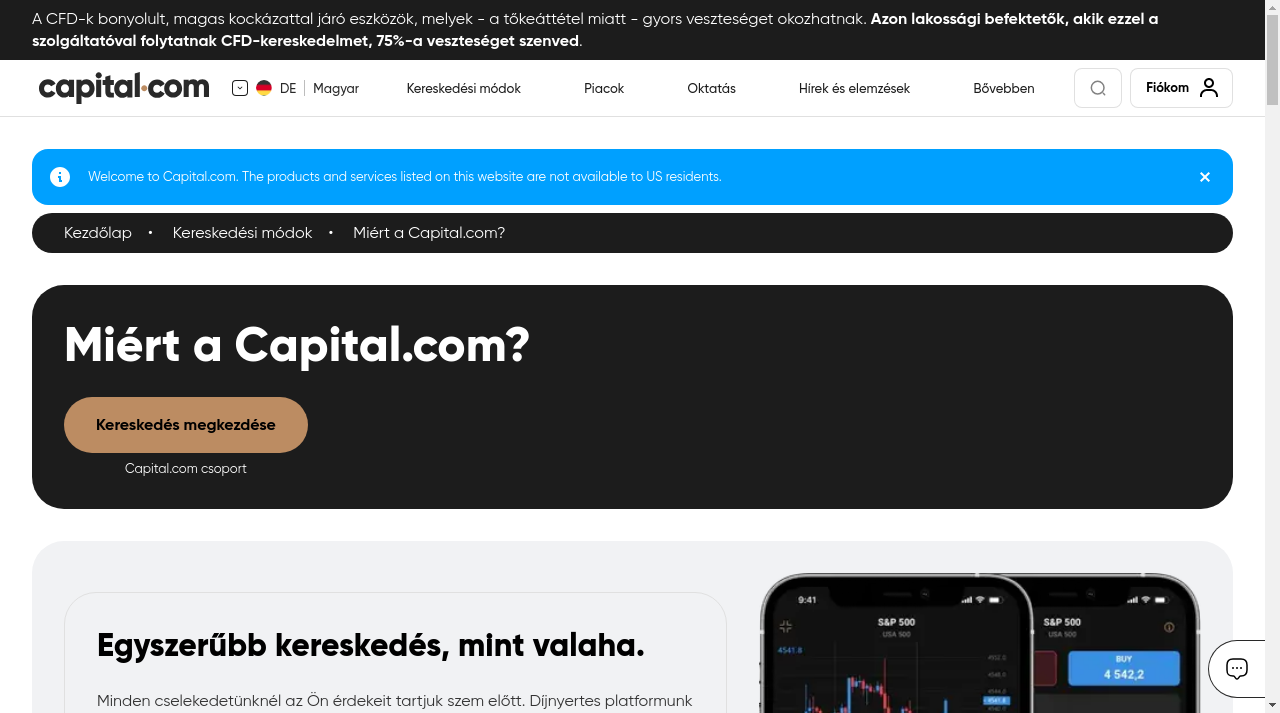 A CFD-k bonyolult, magas kockázattal járó eszközök, melyek - a tőkeáttétel miatt - gyors veszteséget okozhatnak. Azon lakossági befektetők, akik ezzel a
szolgáltatóval folytatnak CFD-kereskedelmet, 75%-a veszteséget szenved.
capital.com DE Magyar Kereskedési módok Piacok Oktatás Hírek és elemzések Bővebben Fiókom
Welcome to Capital.com. The products and services listed on this website are not available to US residents.
Kezdőlap • Kereskedési módok • Miért a Capital.com?
Miért a Capital.com?
Kereskedés megkezdése
Capital.com csoport
Egyszerűbb kereskedés, mint valaha.
Minden cselekedetünknél az Ön érdekeit tartjuk szem előtt. Díjnyertes platformunk
9:41
S&P 500
USA 500
4541.8
S&P 500
USA 500
BUY
4 542,2